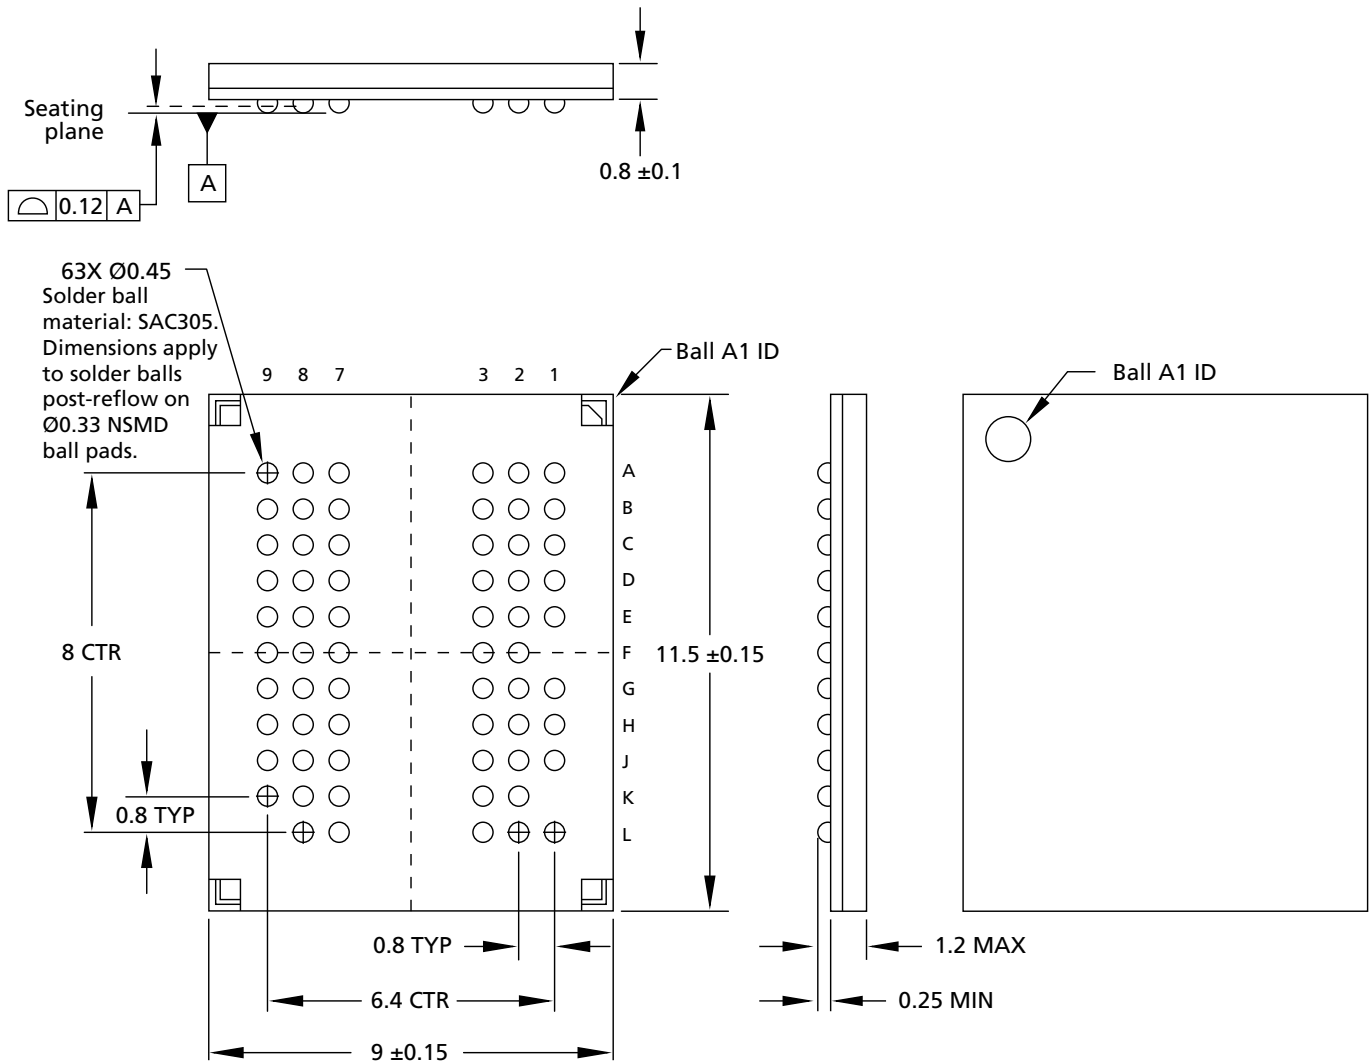 Seating
plane
A
0.12 A
0.8 ±0.1
63X Ø0.45
Solder ball
material: SAC305.
Dimensions apply
to solder balls
post-reflow on
Ø0.33 NSMD
ball pads.
9 8 7 3 2 1
Ball A1 ID
Ball A1 ID
A
B
C
D
E
F
G
H
J
K
L
8 CTR
11.5 ±0.15
0.8 TYP
0.8 TYP
1.2 MAX
6.4 CTR
0.25 MIN
9 ±0.15